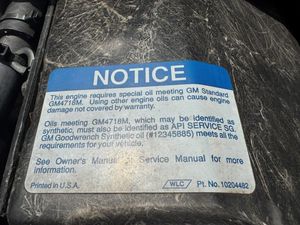 NOTICE
This engine requires special oil meeting GM Standard
GM4718M. Using other engine oils can cause engine
damage not covered by warranty.
Oils meeting GM4718M, which may be identified as
synthetic, must also be identified as API SERVICE SG.
GM Goodwrench Synthetic oil (#12345885) meets all the
requirements for your vehicle.
See Owner's Manual or Service Manual for more
information.
Printed in U.S.A. WLC Pt. No. 10204482